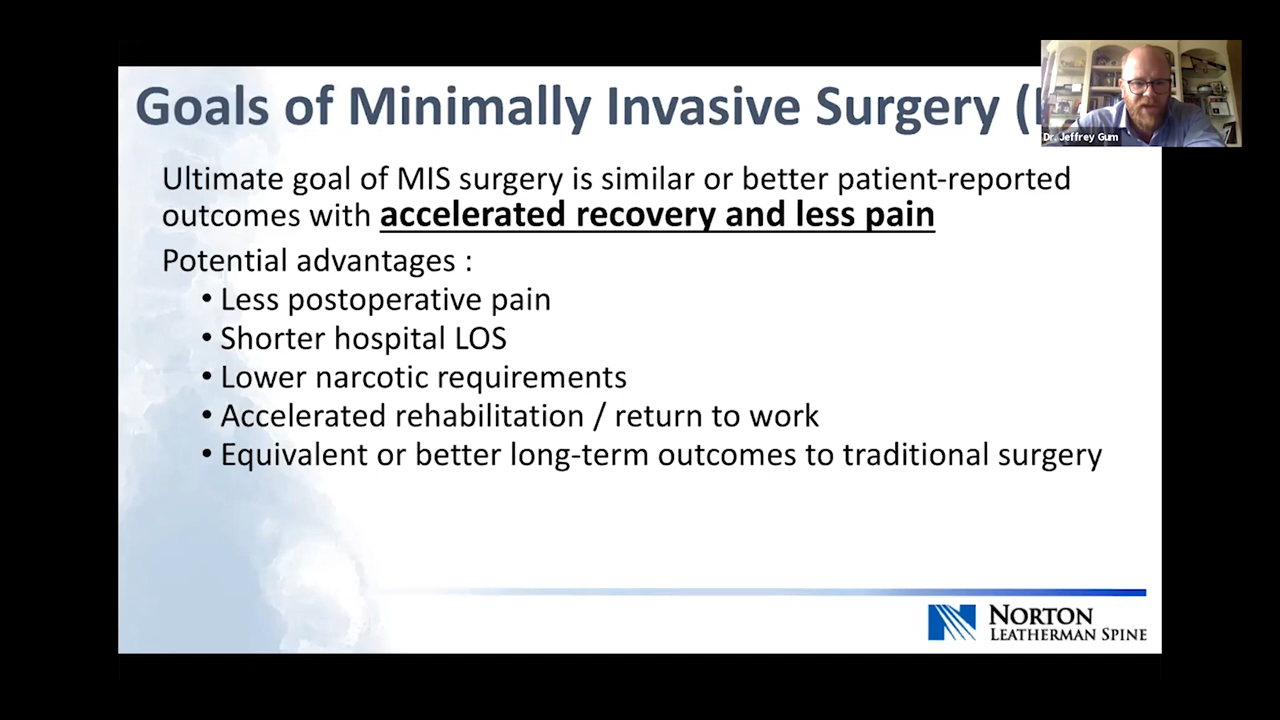 Goals of Minimally Invasive Surgery (
Dr. Jeffrey Gum
Ultimate goal of MIS surgery is similar or better patient-reported
outcomes with accelerated recovery and less pain
Potential advantages :
• Less postoperative pain
• Shorter hospital LOS
• Lower narcotic requirements
• Accelerated rehabilitation / return to work
• Equivalent or better long-term outcomes to traditional surgery
NORTON
LEATHERMAN SPINE